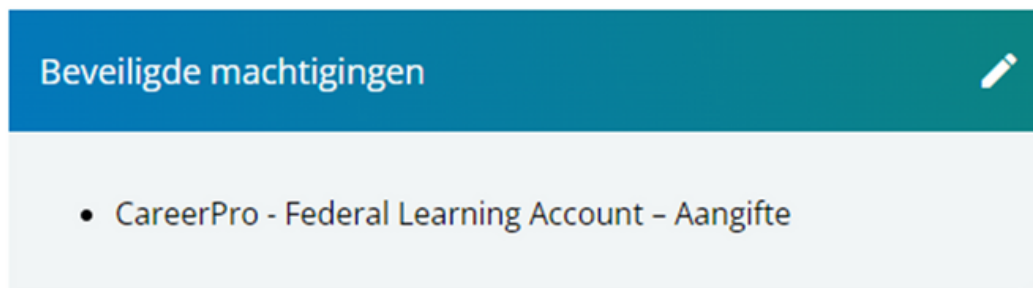 Beveiligde machtigingen
CareerPro - Federal Learning Account – Aangifte